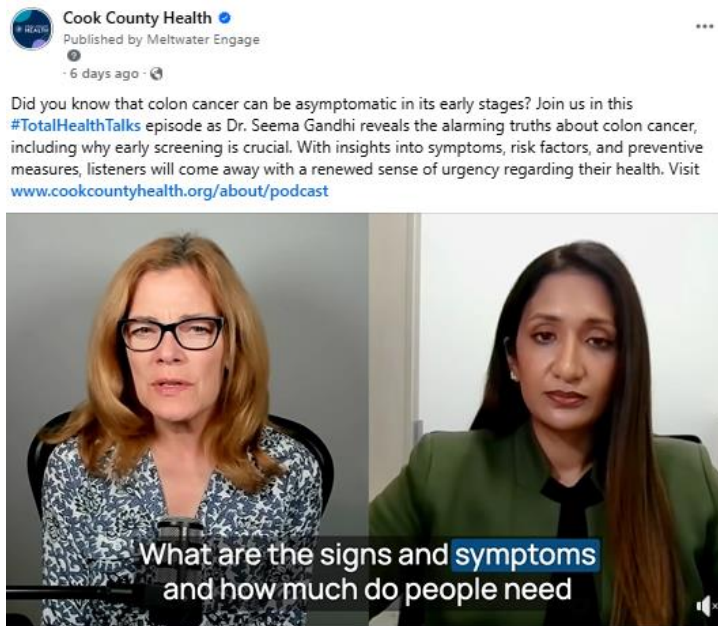 Cook County Health
Published by Meltwater Engage
· 6 days ago ·
Did you know that colon cancer can be asymptomatic in its early stages? Join us in this
#TotalHealthTalks episode as Dr. Seema Gandhi reveals the alarming truths about colon cancer,
including why early screening is crucial. With insights into symptoms, risk factors, and preventive
measures, listeners will come away with a renewed sense of urgency regarding their health. Visit
www.cookcountyhealth.org/about/podcast
What are the signs and symptoms
and how much do people need